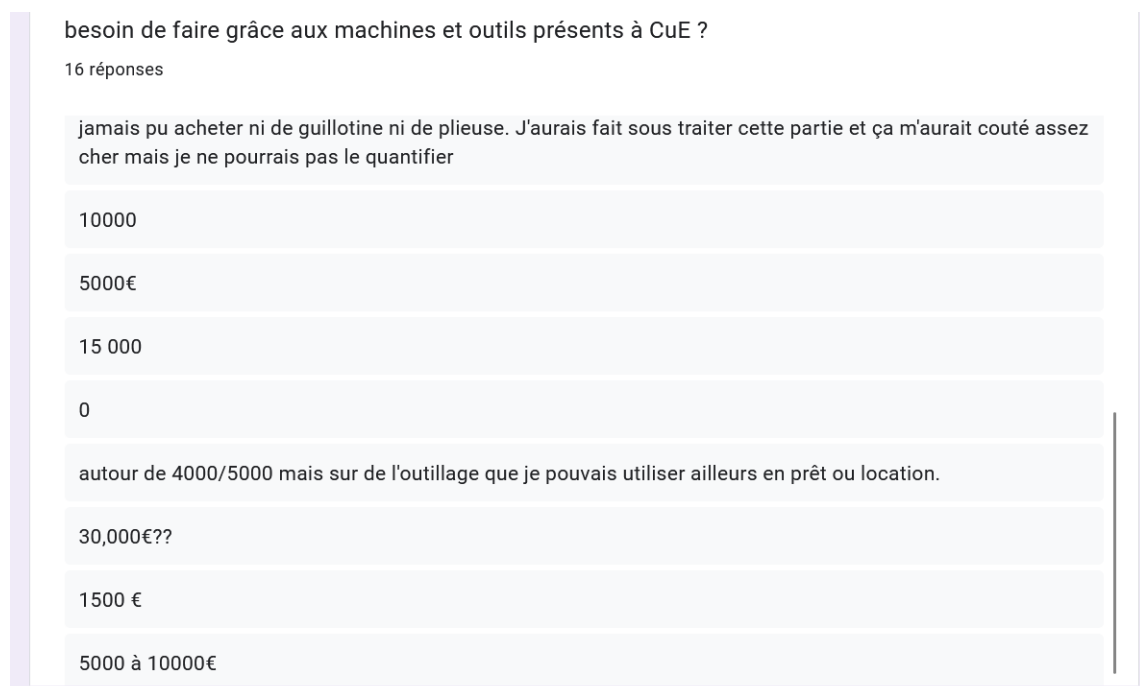 besoin de faire grâce aux machines et outils présents à CuE ?
16 réponses
jamais pu acheter ni de guillotine ni de plieuse. J'aurais fait sous traiter cette partie et ça m'aurait couté assez
cher mais je ne pourrais pas le quantifier
10000
5000€
15 000
0
autour de 4000/5000 mais sur de l'outillage que je pouvais utiliser ailleurs en prêt ou location.
30,000€??
1500 €
5000 à 10000€